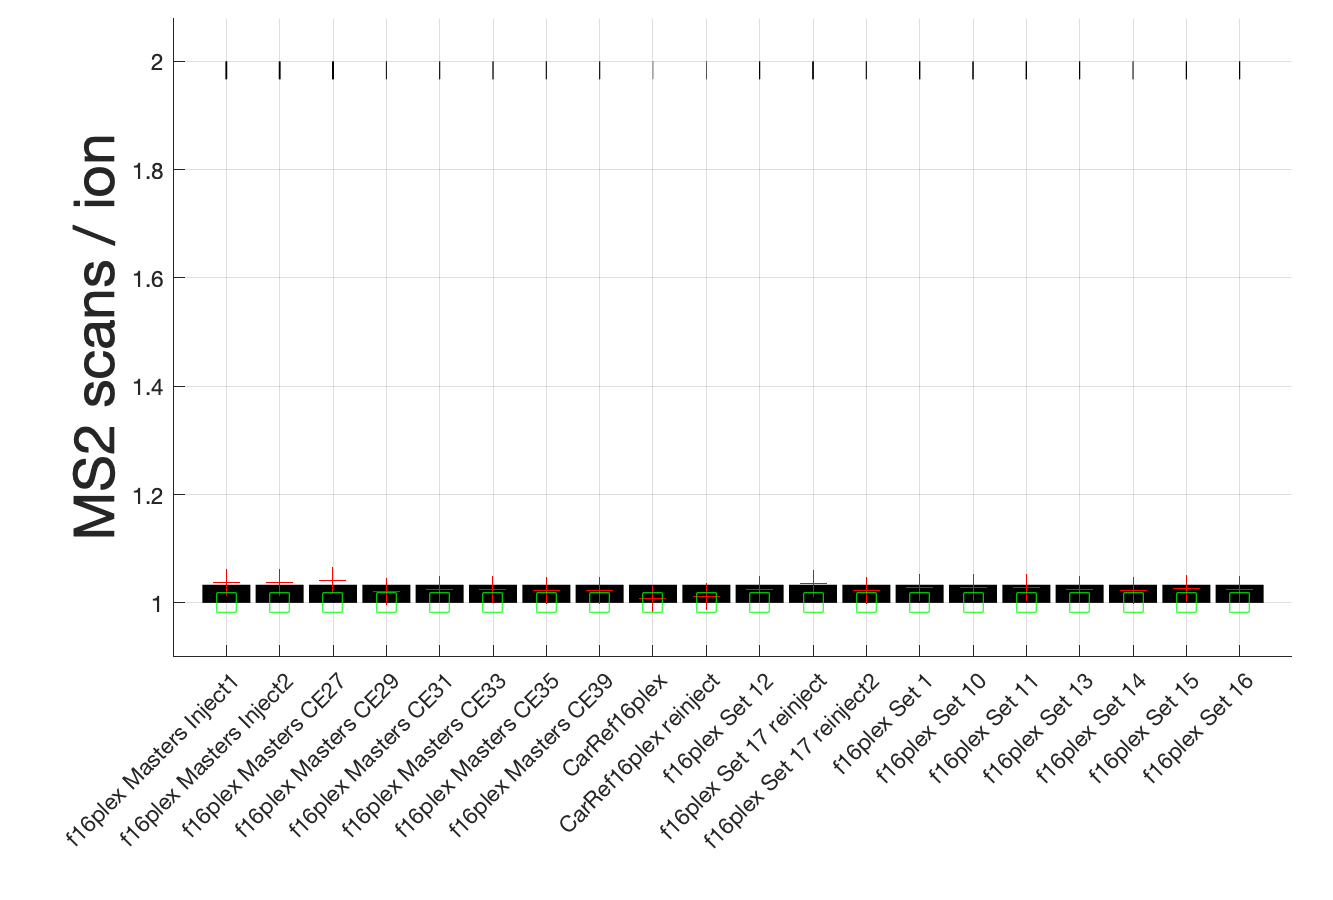 MS2 scans / ion
2
1.8
1.6
1.4
1.2
1
f16plex Masters Inject1
f16plex Masters Inject2
f16plex Masters CE27
f16plex Masters CE29
f16plex Masters CE31
f16plex Masters CE33
f16plex Masters CE35
f16plex Masters CE39
CarRef16plex
CarRef16plex reinject
f16plex Set 12
f16plex Set 17 reinject
f16plex Set 17 reinject2
f16plex Set 1
f16plex Set 10
f16plex Set 11
f16plex Set 13
f16plex Set 14
f16plex Set 15
f16plex Set 16